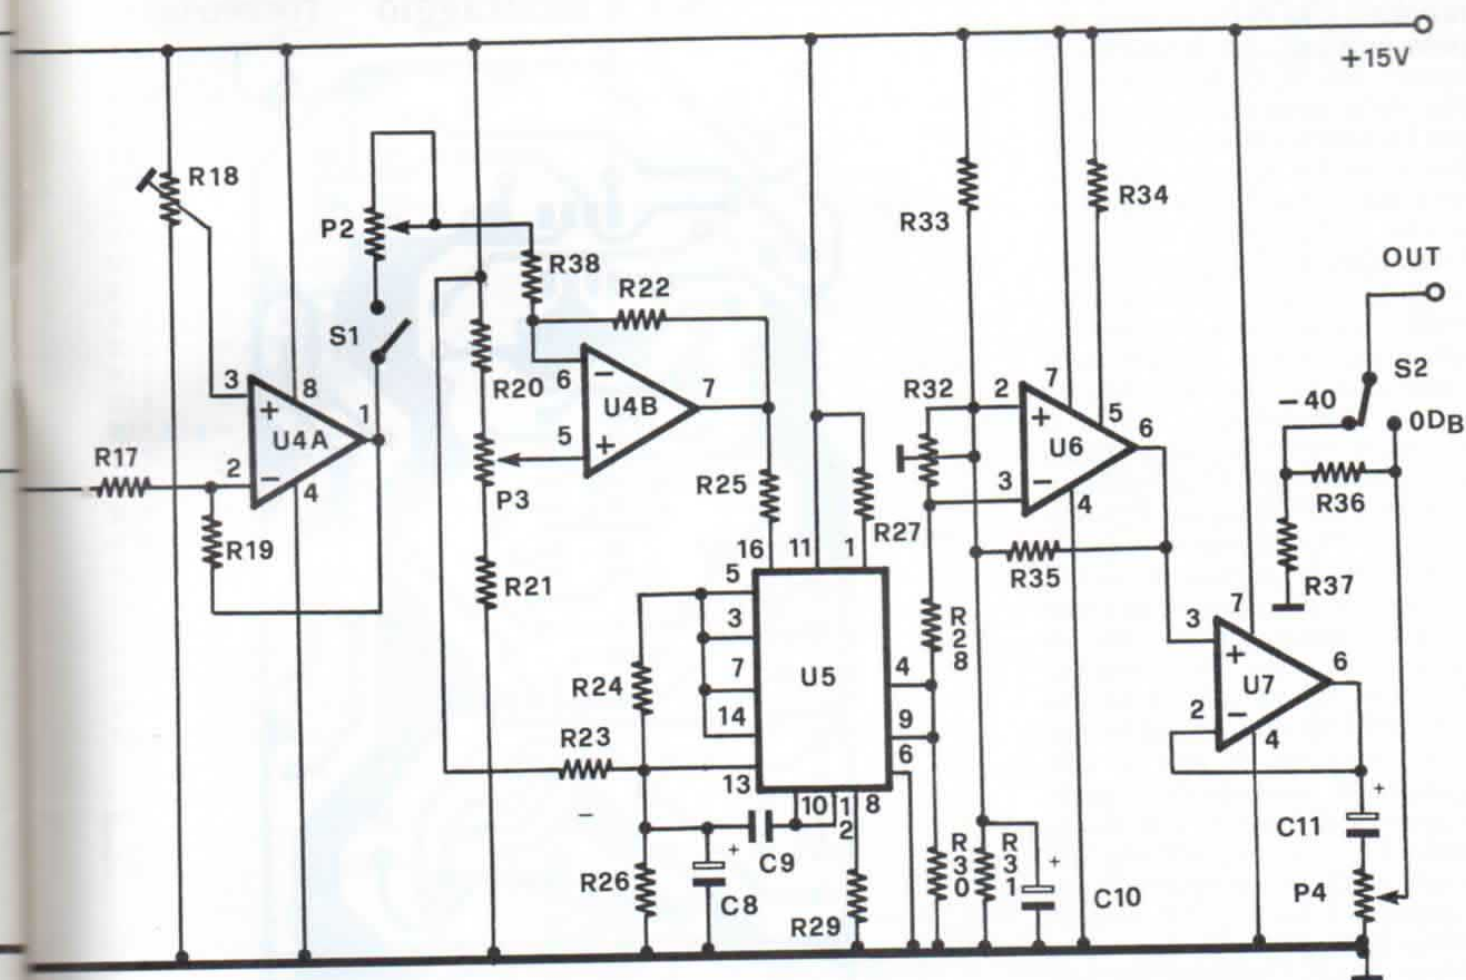 +15V
R18
P2
R38
R22
S1
R20
R33
R34
OUT
S2
-40
0DB
3
8
+
U4A
1
2
-
4
R17
R19
6
-
U4B
7
5
+
P3
R25
R21
R27
R32
2
7
5
+
U6
6
3
-
4
R35
R36
R37
16
11
1
5
3
7
14
13
U5
4
9
6
10
12
8
R28
R24
R23
-
R26
+
C8
C9
R29
R30
R31
+
C10
3
7
+
U7
6
2
-
4
+
C11
P4